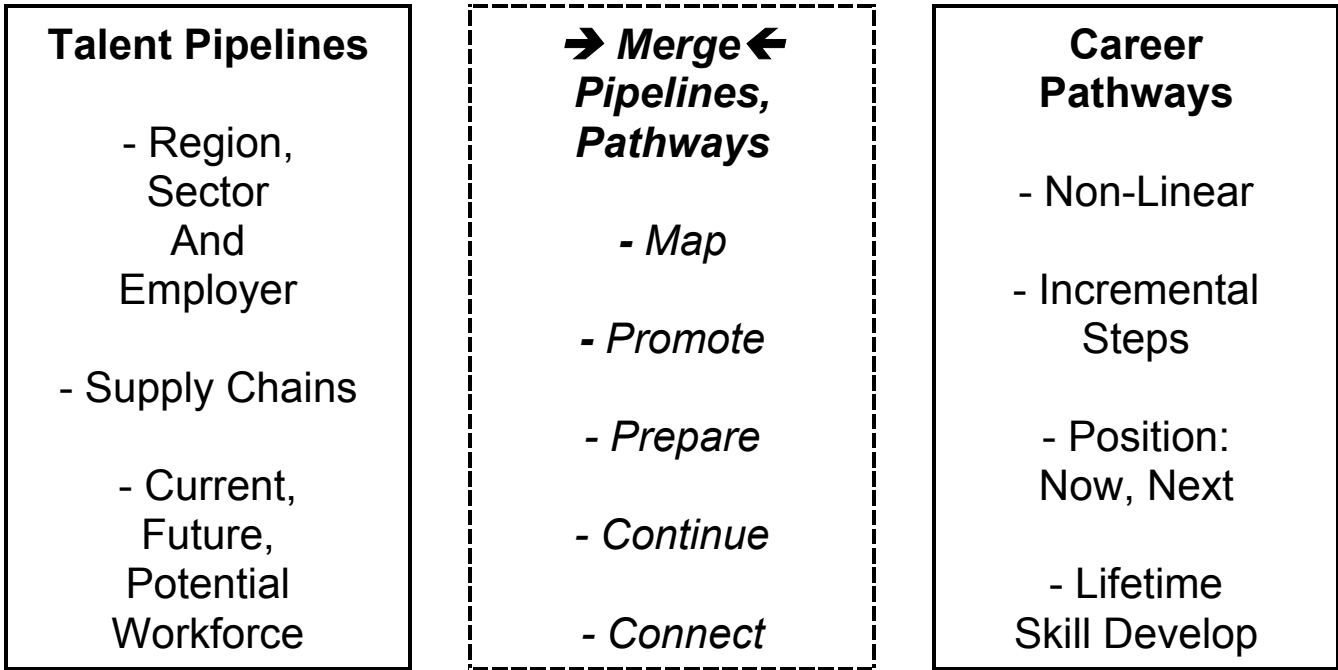 Talent Pipelines
- Region,
Sector
And
Employer
- Supply Chains
- Current,
Future,
Potential
Workforce
➔ Merge 🡸
Pipelines,
Pathways
- Map
- Promote
- Prepare
- Continue
- Connect
Career
Pathways
- Non-Linear
- Incremental
Steps
- Position:
Now, Next
- Lifetime
Skill Develop